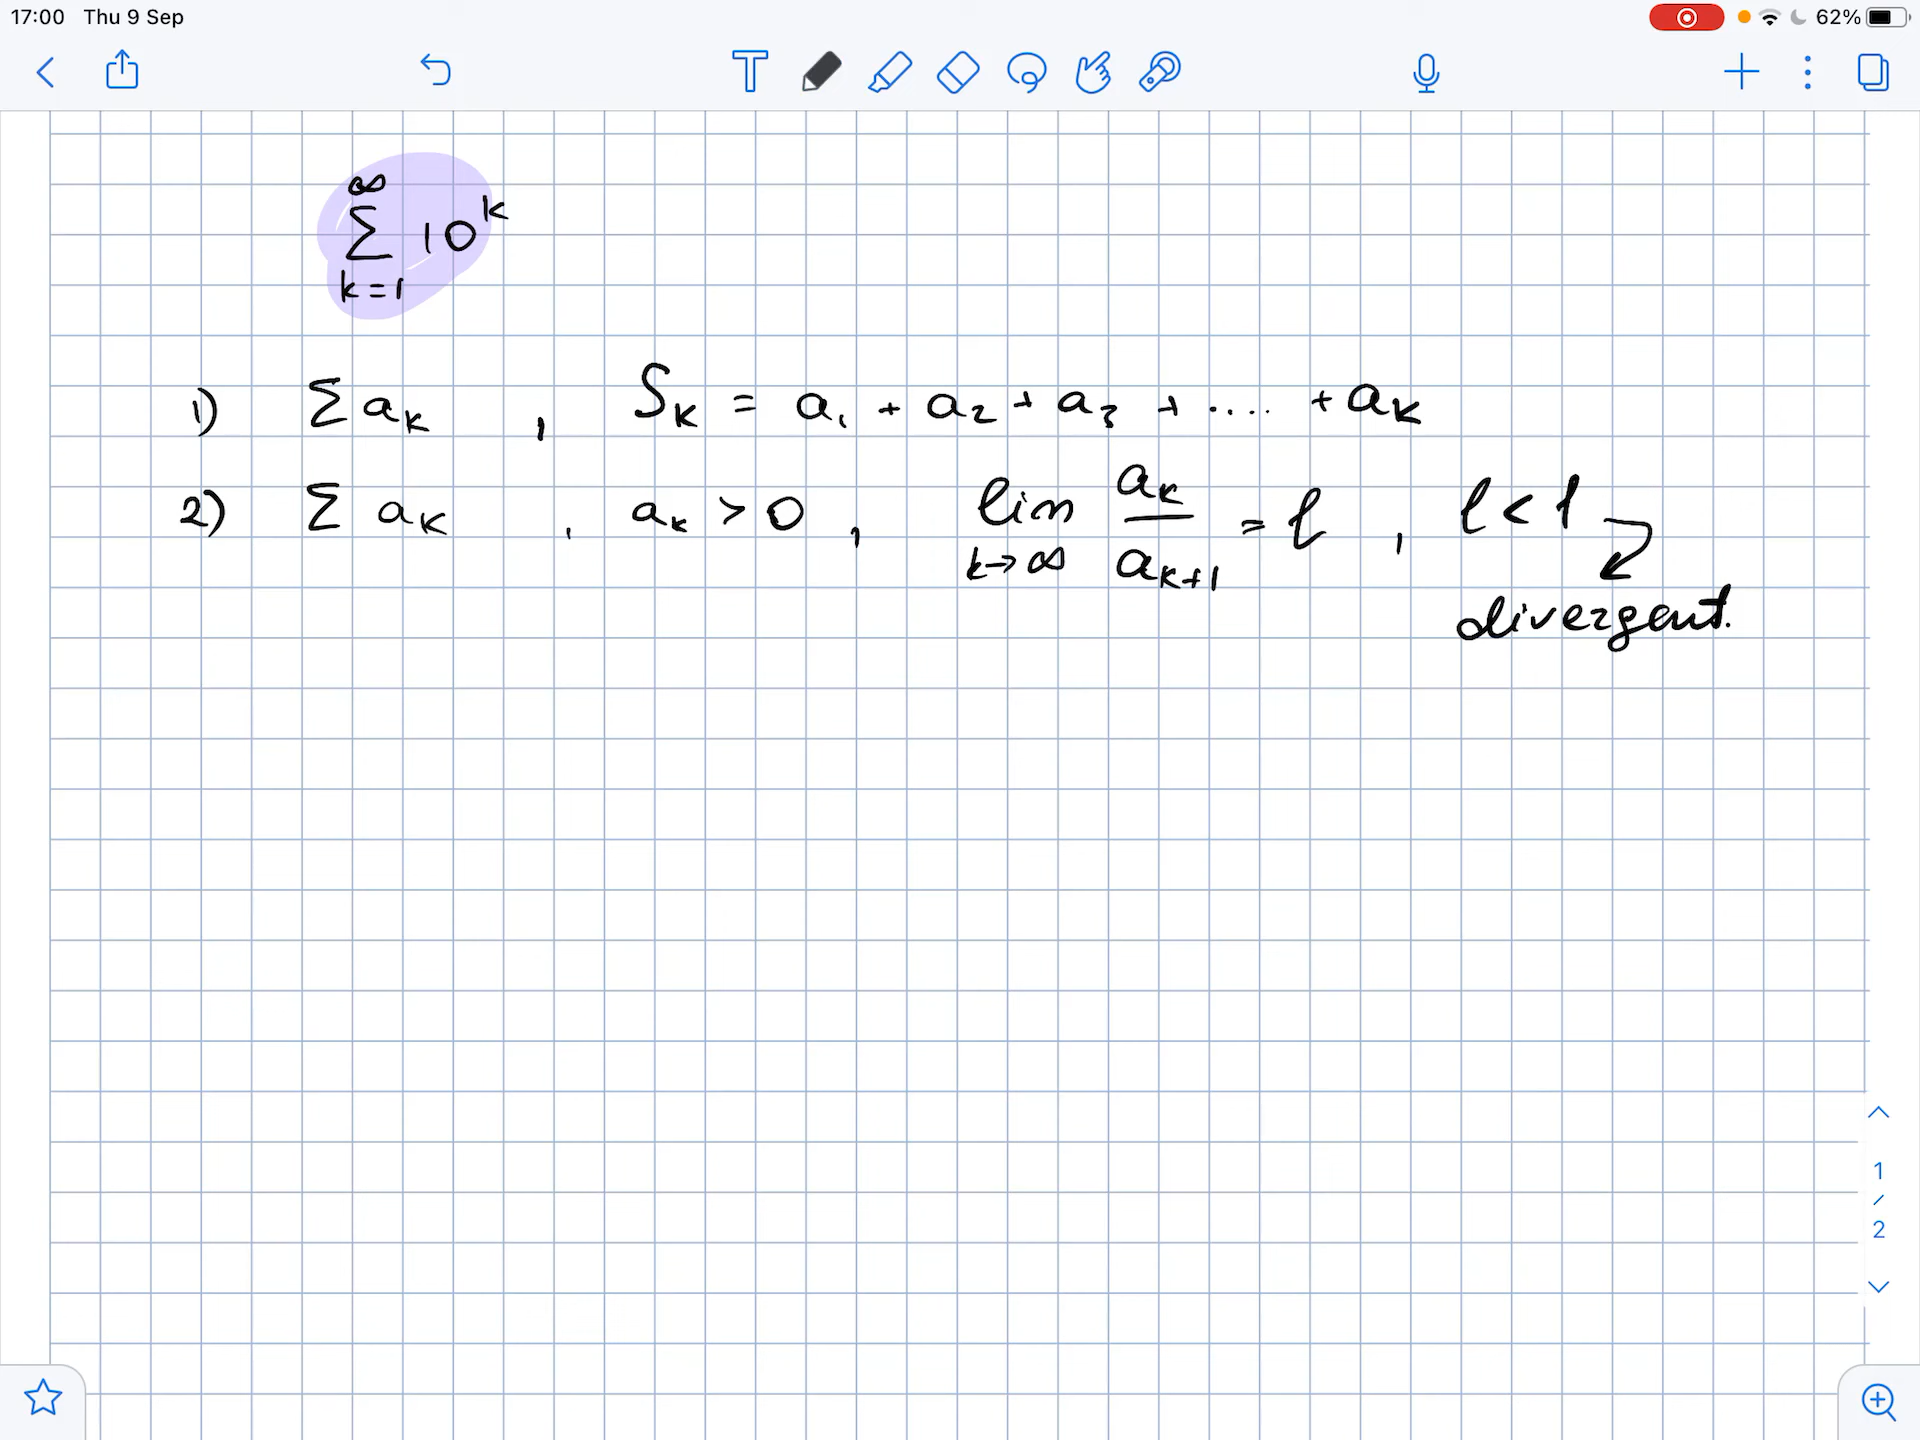 17:00 Thu 9 Sep 62%
T
∞
Σ 10^k
k=1
1) Σ a_k , S_k = a_1 + a_2 + a_3 + .... + a_k
2) Σ a_k , a_k > 0 , lim_{k→∞} a_k / a_{k+1} = l , l < 1
divergent.
1
/
2